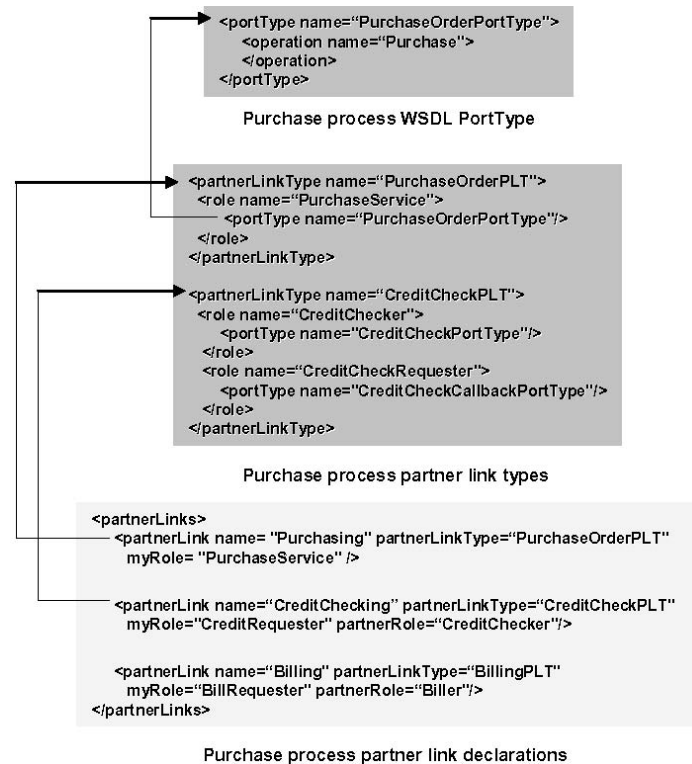 <portType name=“PurchaseOrderPortType”>
<operation name=“Purchase”>
</operation>
</portType>
Purchase process WSDL PortType
<partnerLinkType name=“PurchaseOrderPLT”>
<role name=“PurchaseService”>
<portType name=“PurchaseOrderPortType"/>
</role>
</partnerLinkType>
<partnerLinkType name=“CreditCheckPLT”>
<role name=“CreditChecker”>
<portType name="CreditCheckPortType”/>
</role>
<role name=“CreditCheckRequester”>
<portType name="CreditCheckCallbackPortType"/>
</role>
</partnerLinkType>
Purchase process partner link types
<partnerLinks>
<partnerLink name= "Purchasing" partnerLinkType=“PurchaseOrderPLT"
myRole= "PurchaseService" />
<partnerLink name=“CreditChecking” partnerLinkType=“CreditCheckPLT"
myRole="CreditRequester" partnerRole=“CreditChecker"/>
<partnerLink name=“Billing" partnerLinkType=“BillingPLT"
myRole=“BillRequester" partnerRole=“Biller"/>
</partnerLinks>
Purchase process partner link declarations